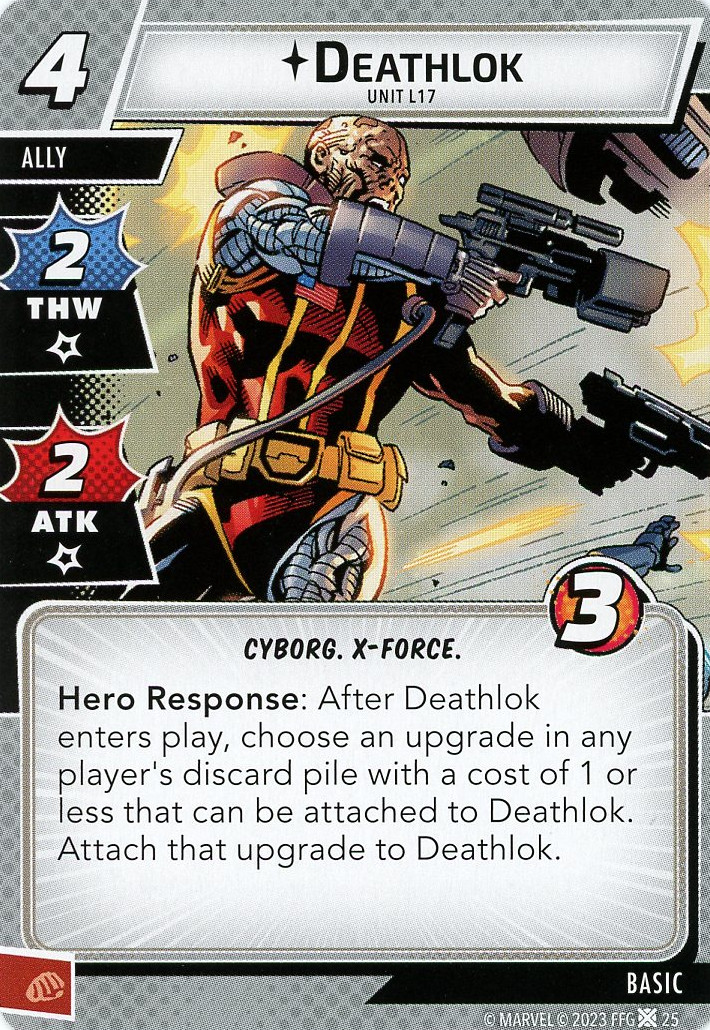 4
DEATHLOK
UNIT L17
ALLY
2
THW
2
ATK
3
CYBORG. X-FORCE.
Hero Response: After Deathlok
enters play, choose an upgrade in any
player's discard pile with a cost of 1 or
less that can be attached to Deathlok.
Attach that upgrade to Deathlok.
BASIC
© MARVEL © 2023 FFG 25